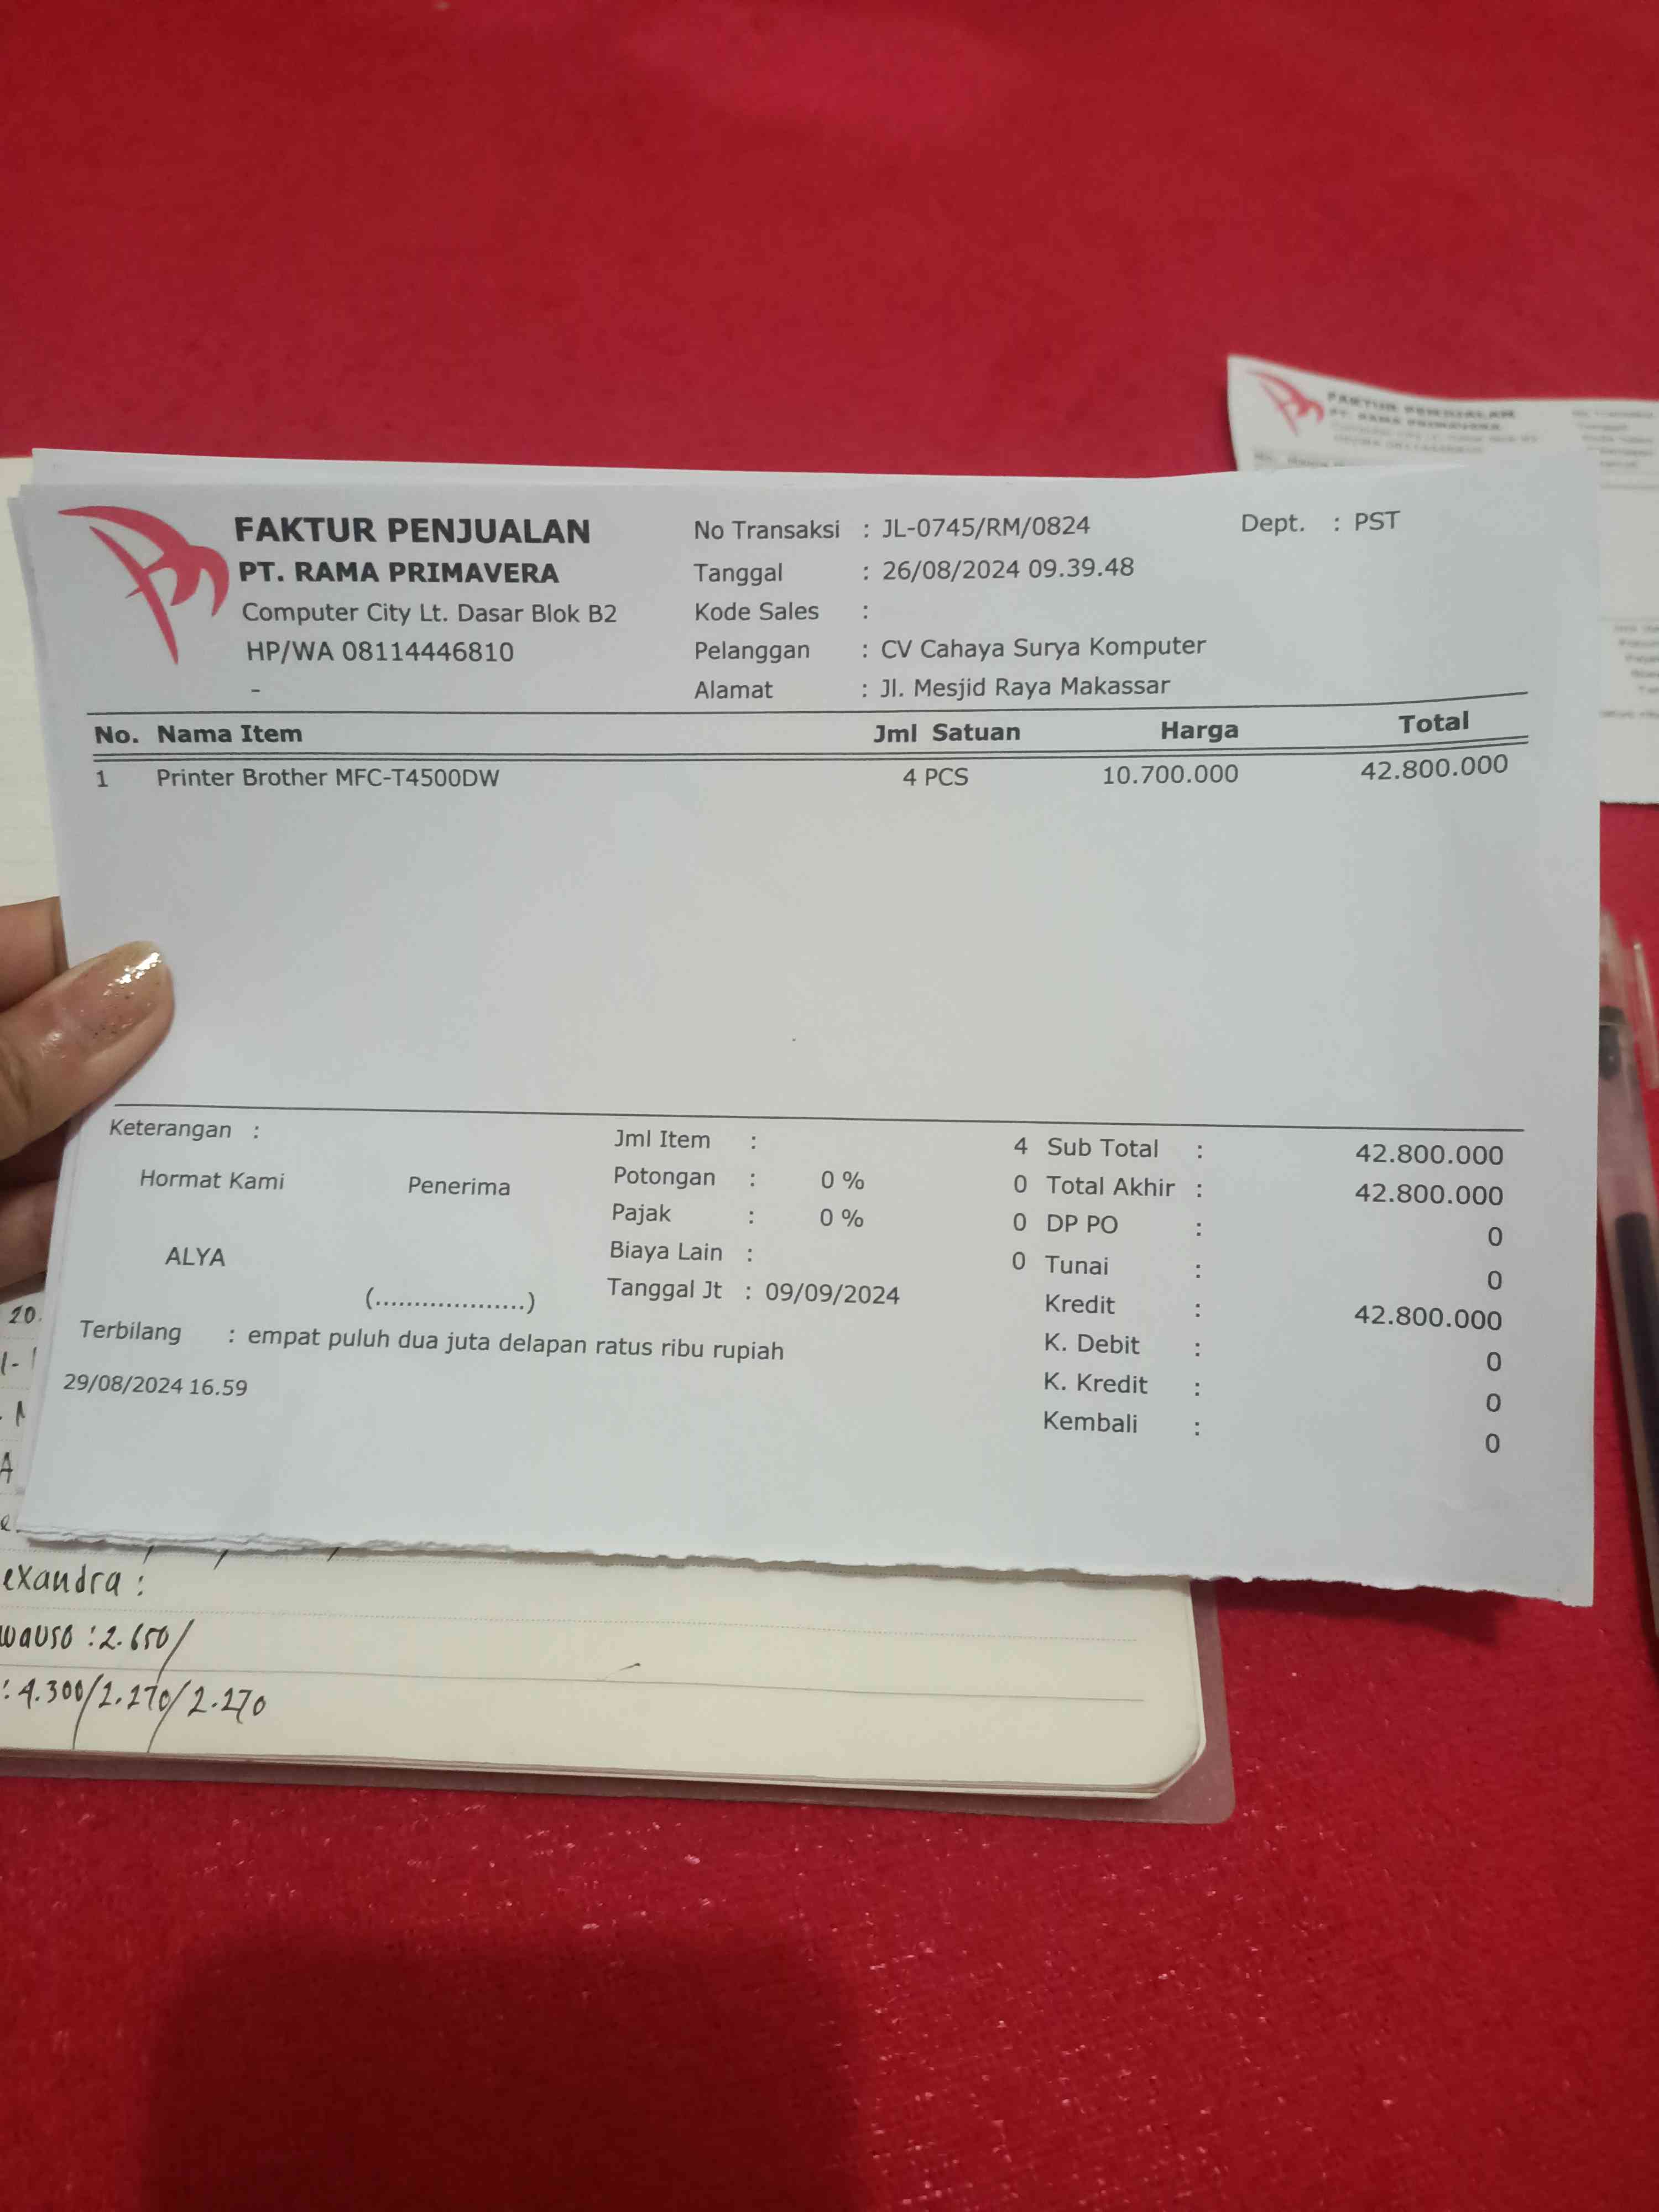 FAKTUR PENJUALAN
PT. RAMA PRIMAVERA
Computer City Lt. Dasar Blok B2
HP/WA 08114446810
-
No Transaksi : JL-0745/RM/0824
Dept. : PST
Tanggal : 26/08/2024 09.39.48
Kode Sales :
Pelanggan : CV Cahaya Surya Komputer
Alamat : Jl. Mesjid Raya Makassar
No. Nama Item Jml Satuan Harga Total
1 Printer Brother MFC-T4500DW 4 PCS 10.700.000 42.800.000
Keterangan :
Hormat Kami Penerima
ALYA
(...................)
Jml Item : 4
Potongan : 0 % 0
Pajak : 0 % 0
Biaya Lain : 0
Tanggal Jt : 09/09/2024
Sub Total : 42.800.000
Total Akhir : 42.800.000
DP PO : 0
Tunai : 0
Kredit : 42.800.000
K. Debit : 0
K. Kredit : 0
Kembali : 0
Terbilang : empat puluh dua juta delapan ratus ribu rupiah
29/08/2024 16.59
FAKTUR PENJUALAN
PT. RAMA PRIMAVERA
20.
exandra :
: 2.650/
: 4.300/2.270/2.270